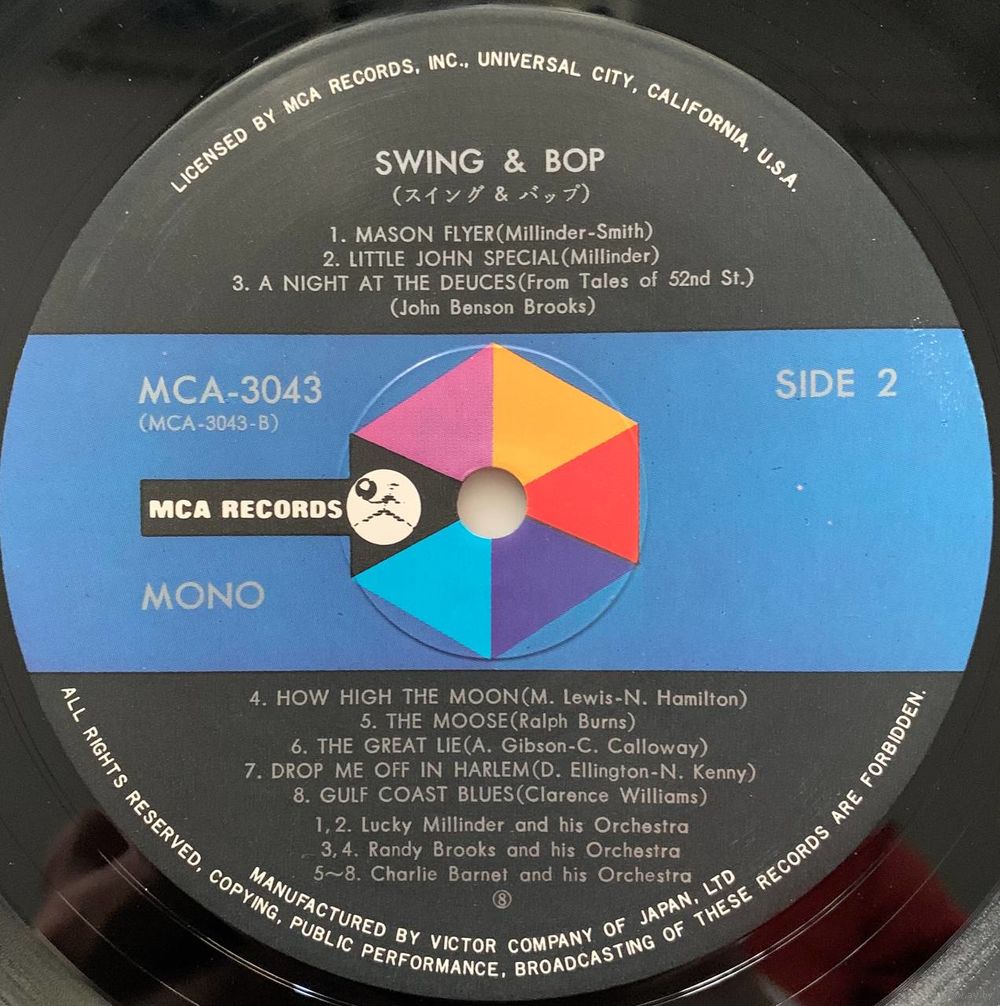 LICENSED BY MCA RECORDS, INC., UNIVERSAL CITY, CALIFORNIA, U.S.A.
SWING & BOP
(スイング & バップ)
1. MASON FLYER(Millinder-Smith)
2. LITTLE JOHN SPECIAL(Millinder)
3. A NIGHT AT THE DEUCES(From Tales of 52nd St.)
(John Benson Brooks)
MCA-3043
(MCA-3043-B)
SIDE 2
MCA RECORDS
MONO
4. HOW HIGH THE MOON(M. Lewis-N. Hamilton)
5. THE MOOSE(Ralph Burns)
6. THE GREAT LIE(A. Gibson-C. Calloway)
7. DROP ME OFF IN HARLEM(D. Ellington-N. Kenny)
8. GULF COAST BLUES(Clarence Williams)
1,2. Lucky Millinder and his Orchestra
3,4. Randy Brooks and his Orchestra
5~8. Charlie Barnet and his Orchestra
⑧
MANUFACTURED BY VICTOR COMPANY OF JAPAN, LTD
ALL RIGHTS RESERVED, COPYING, PUBLIC PERFORMANCE, BROADCASTING OF THESE RECORDS ARE FORBIDDEN.